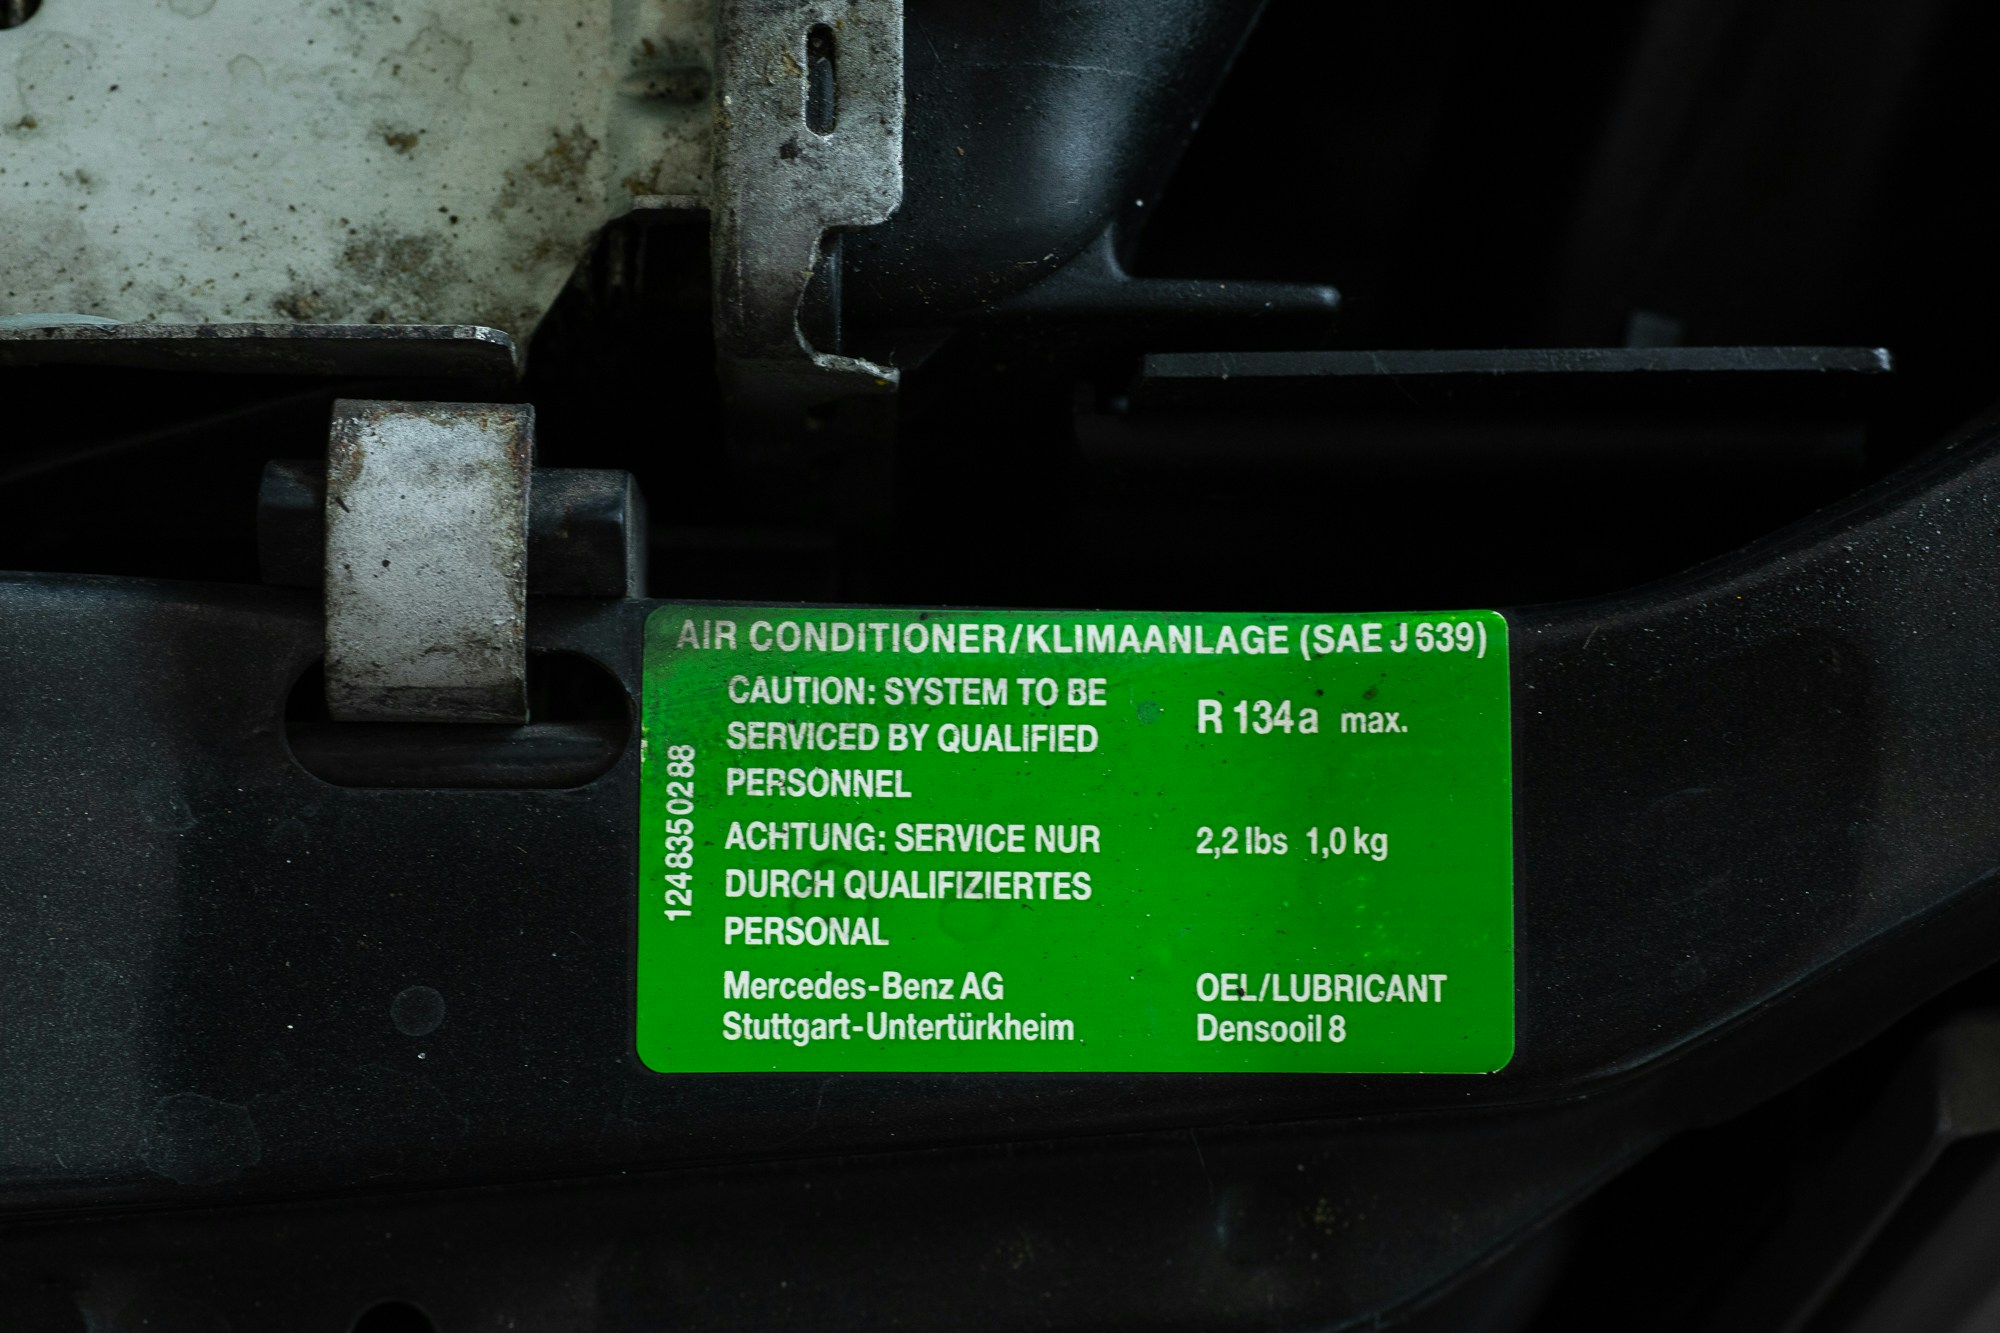 AIR CONDITIONER/KLIMAANLAGE (SAE J 639)
CAUTION: SYSTEM TO BE
SERVICED BY QUALIFIED
PERSONNEL
R 134a max.
ACHTUNG: SERVICE NUR
DURCH QUALIFIZIERTES
PERSONAL
2,2 lbs 1,0 kg
Mercedes-Benz AG
Stuttgart-Untertürkheim
OEL/LUBRICANT
Densooil 8
1248350288